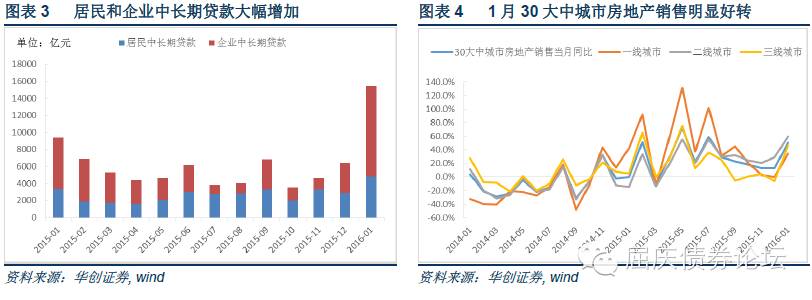 图表 3 居民和企业中长期贷款大幅增加
单位：亿元
居民中长期贷款 企业中长期贷款
18000
16000
14000
12000
10000
8000
6000
4000
2000
0
2015-01 2015-02 2015-03 2015-04 2015-05 2015-06 2015-07 2015-08 2015-09 2015-10 2015-11 2015-12 2016-01
资料来源：华创证券, wind
图表 4 1 月 30 大中城市房地产销售明显好转
30大中城市房地产销售当月同比 一线城市 二线城市 三线城市
140.0%
120.0%
100.0%
80.0%
60.0%
40.0%
20.0%
0.0%
-20.0%
-40.0%
-60.0%
2014-01 2014-03 2014-05 2014-07 2014-09 2014-11 2015-01 2015-03 2015-05 2015-07 2015-09 2015-11 2016-01
资料来源：华创证券, wind
屈庆债券论坛